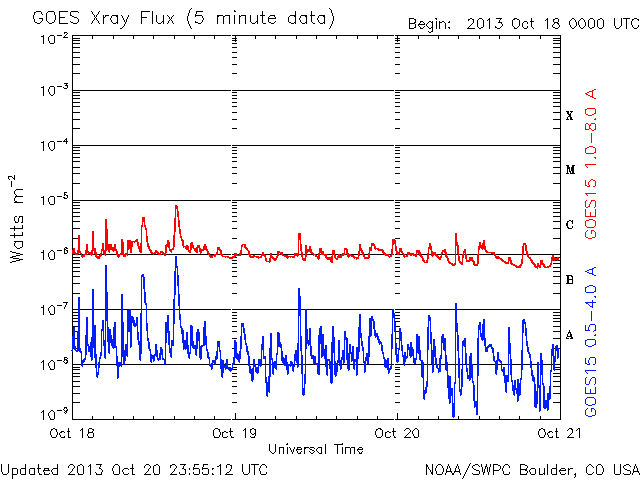 GOES Xray Flux (5 minute data)
Begin: 2013 Oct 18 0000 UTC
10^-2
10^-3
10^-4
10^-5
10^-6
10^-7
10^-8
10^-9
Watts m^-2
X
M
C
B
A
GOES15 1.0-8.0 A
GOES15 0.5-4.0 A
Oct 18
Oct 19
Oct 20
Oct 21
Universal Time
Updated 2013 Oct 20 23:55:12 UTC
NOAA/SWPC Boulder, CO USA